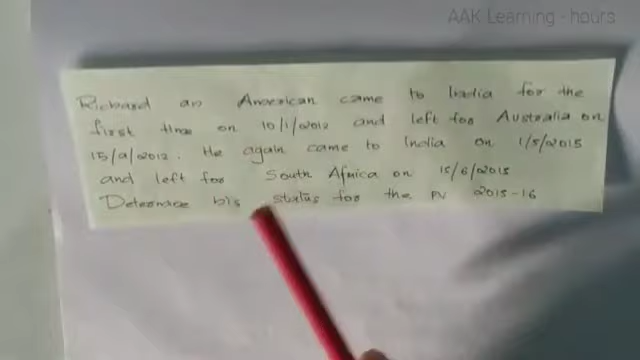 AAK Learning - hours
Richard an American came to India for the
first time on 10/1/2012 and left for Australia on
15/9/2012. He again came to India on 1/5/2015
and left for South Africa on 15/6/2015
his status for the PY 2015-16